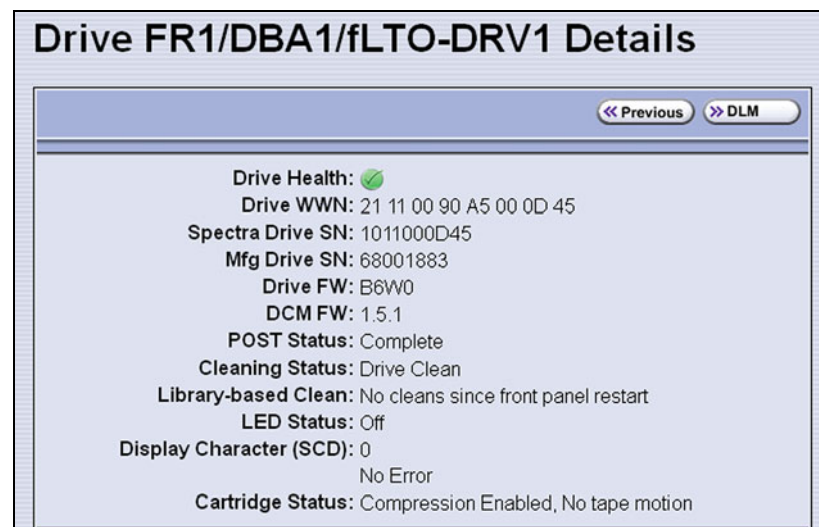 Drive FR1/DBA1/fLTO-DRV1 Details
Previous DLM
Drive Health:
Drive WWN: 21 11 00 90 A5 00 0D 45
Spectra Drive SN: 1011000D45
Mfg Drive SN: 68001883
Drive FW: B6W0
DCM FW: 1.5.1
POST Status: Complete
Cleaning Status: Drive Clean
Library-based Clean: No cleans since front panel restart
LED Status: Off
Display Character (SCD): 0
No Error
Cartridge Status: Compression Enabled, No tape motion